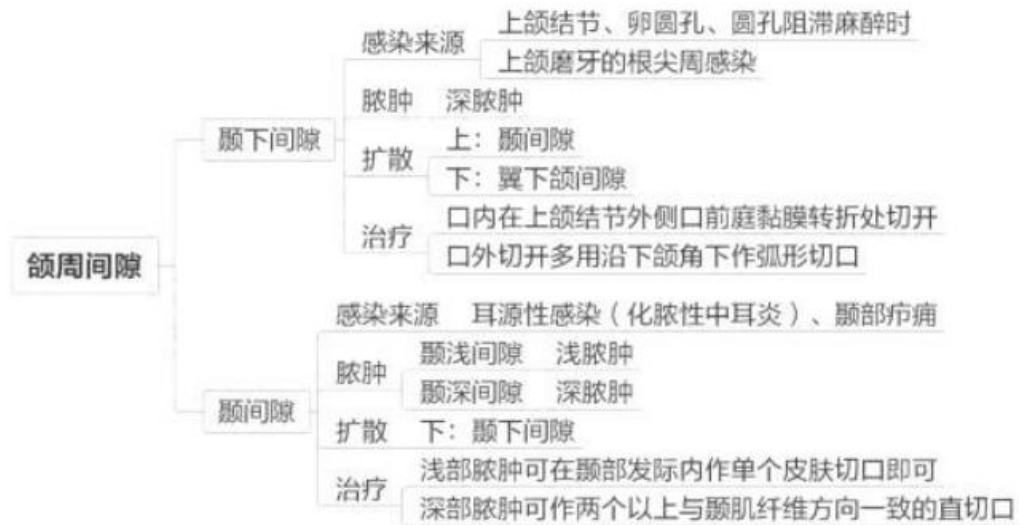 颌周间隙
颞下间隙
感染来源
上颌结节、卵圆孔、圆孔阻滞麻醉时
上颌磨牙的根尖周感染
脓肿 深脓肿
扩散
上：颞间隙
下：翼下颌间隙
治疗
口内在上颌结节外侧口前庭黏膜转折处切开
口外切开多用沿下颌角下作弧形切口
颞间隙
感染来源 耳源性感染（化脓性中耳炎）、颞部疖痈
脓肿
颞浅间隙 浅脓肿
颞深间隙 深脓肿
扩散 下：颞下间隙
治疗
浅部脓肿可在颞部发际内作单个皮肤切口即可
深部脓肿可作两个以上与颞肌纤维方向一致的直切口